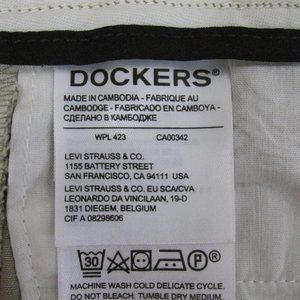 DOCKERS®
MADE IN CAMBODIA - FABRIQUE AU
CAMBODGE - FABRICADO EN CAMBOYA -
СДЕЛАНО В КАМБОДЖЕ
WPL 423 CA00342
LEVI STRAUSS & CO.
1155 BATTERY STREET
SAN FRANCISCO, CA 94111 USA
LEVI STRAUSS & CO. EU SCA/CVA
LEONARDO DA VINCILAAN, 19-D
1831 DIEGEM, BELGIUM
CIF A 08298606
30 P
MACHINE WASH COLD DELICATE CYCLE.
DO NOT BLEACH. TUMBLE DRY MEDIUM.